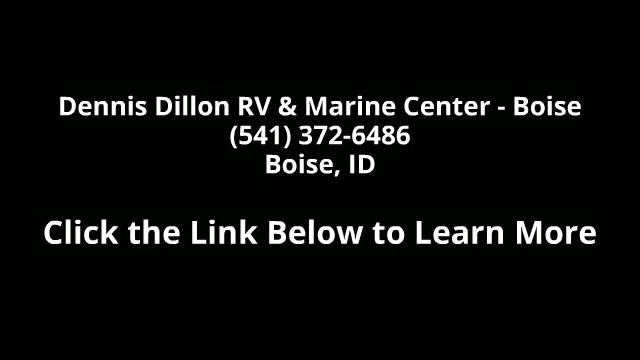 Dennis Dillon RV & Marine Center - Boise
(541) 372-6486
Boise, ID
Click the Link Below to Learn More